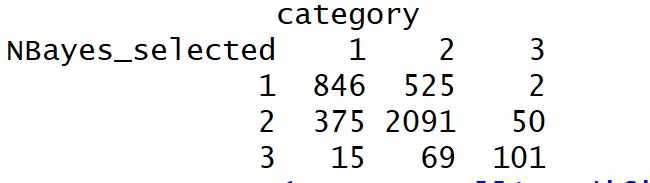 category
NBayes_selected 1 2 3
1 846 525 2
2 375 2091 50
3 15 69 101